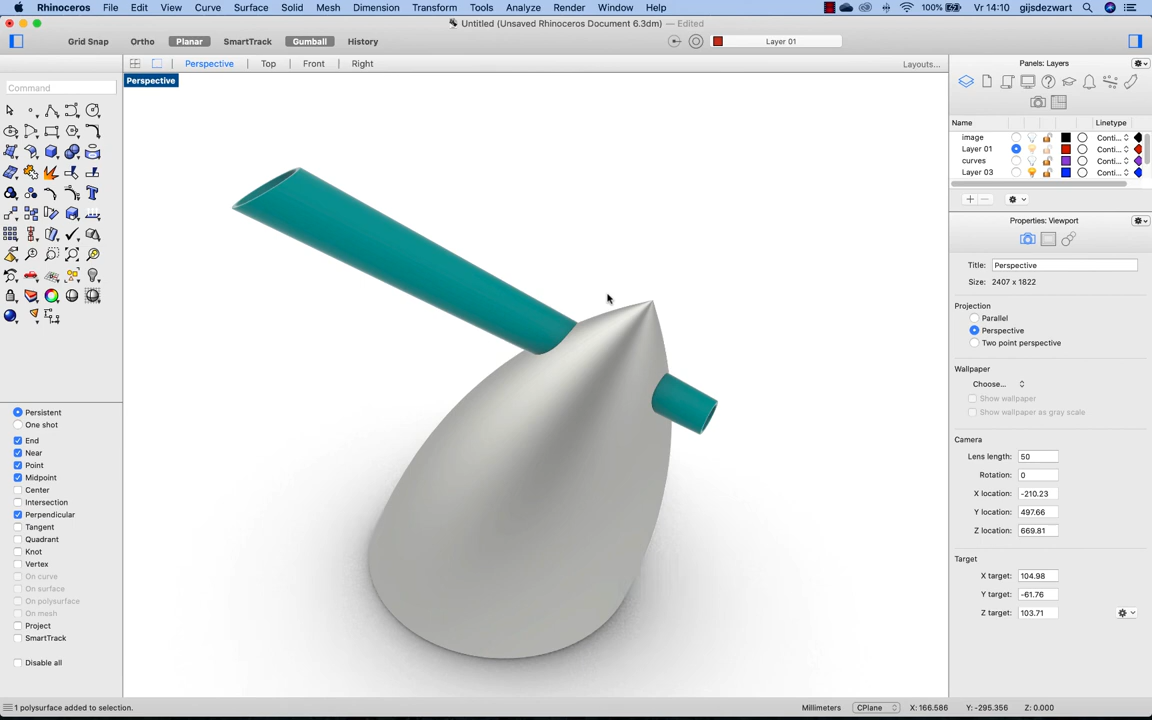 Rhinoceros File Edit View Curve Surface Solid Mesh Dimension Transform Tools Analyze Render Window Help 100% Vr 14:10 gijsdezwart
Untitled (Unsaved Rhinoceros Document 6.3dm) — Edited
Grid Snap Ortho Planar SmartTrack Gumball History Layer 01
Perspective Top Front Right Layouts... Panels: Layers
Perspective
Command
Name Linetype
image Conti...
Layer 01 Conti...
curves Conti...
Layer 03 Conti...
Properties: Viewport
Title: Perspective
Size: 2407 x 1822
Projection
Parallel
Perspective
Two point perspective
Wallpaper
Choose...
Show wallpaper
Show wallpaper as gray scale
Camera
Lens length: 50
Rotation: 0
X location: -210.23
Y location: 497.66
Z location: 669.81
Target
X target: 104.98
Y target: -61.76
Z target: 103.71
Persistent
One shot
End
Near
Point
Midpoint
Center
Intersection
Perpendicular
Tangent
Quadrant
Knot
Vertex
On curve
On surface
On polysurface
On mesh
Project
SmartTrack
Disable all
1 polysurface added to selection. Millimeters CPlane X: 166.586 Y: -295.356 Z: 0.000